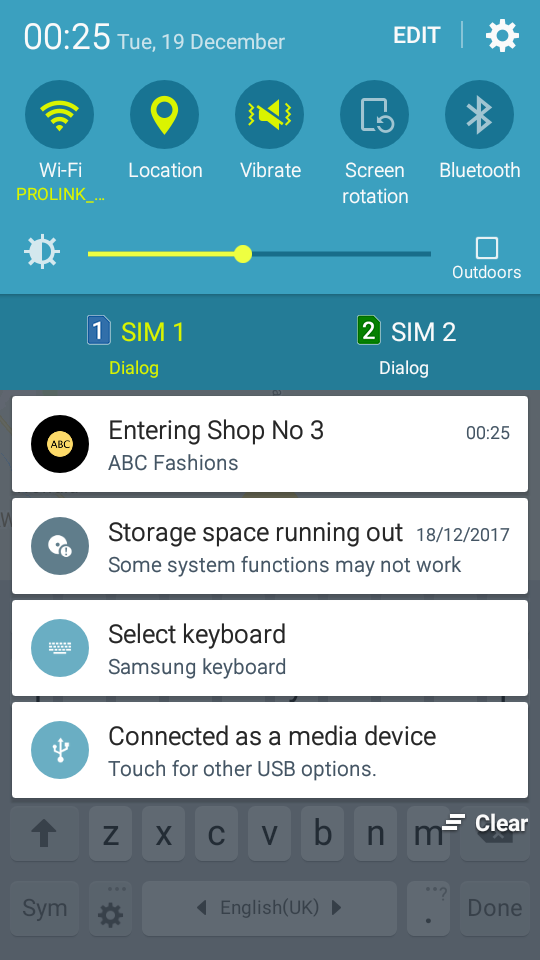 00:25 Tue, 19 December EDIT
Wi-Fi Location Vibrate Screen rotation Bluetooth
PROLINK_...
Outdoors
1 SIM 1 2 SIM 2
Dialog Dialog
Entering Shop No 3 00:25
ABC
ABC Fashions
Storage space running out 18/12/2017
Some system functions may not work
Select keyboard
Samsung keyboard
Connected as a media device
Touch for other USB options.
Clear
z x c v b n m
Sym English(UK) . Done